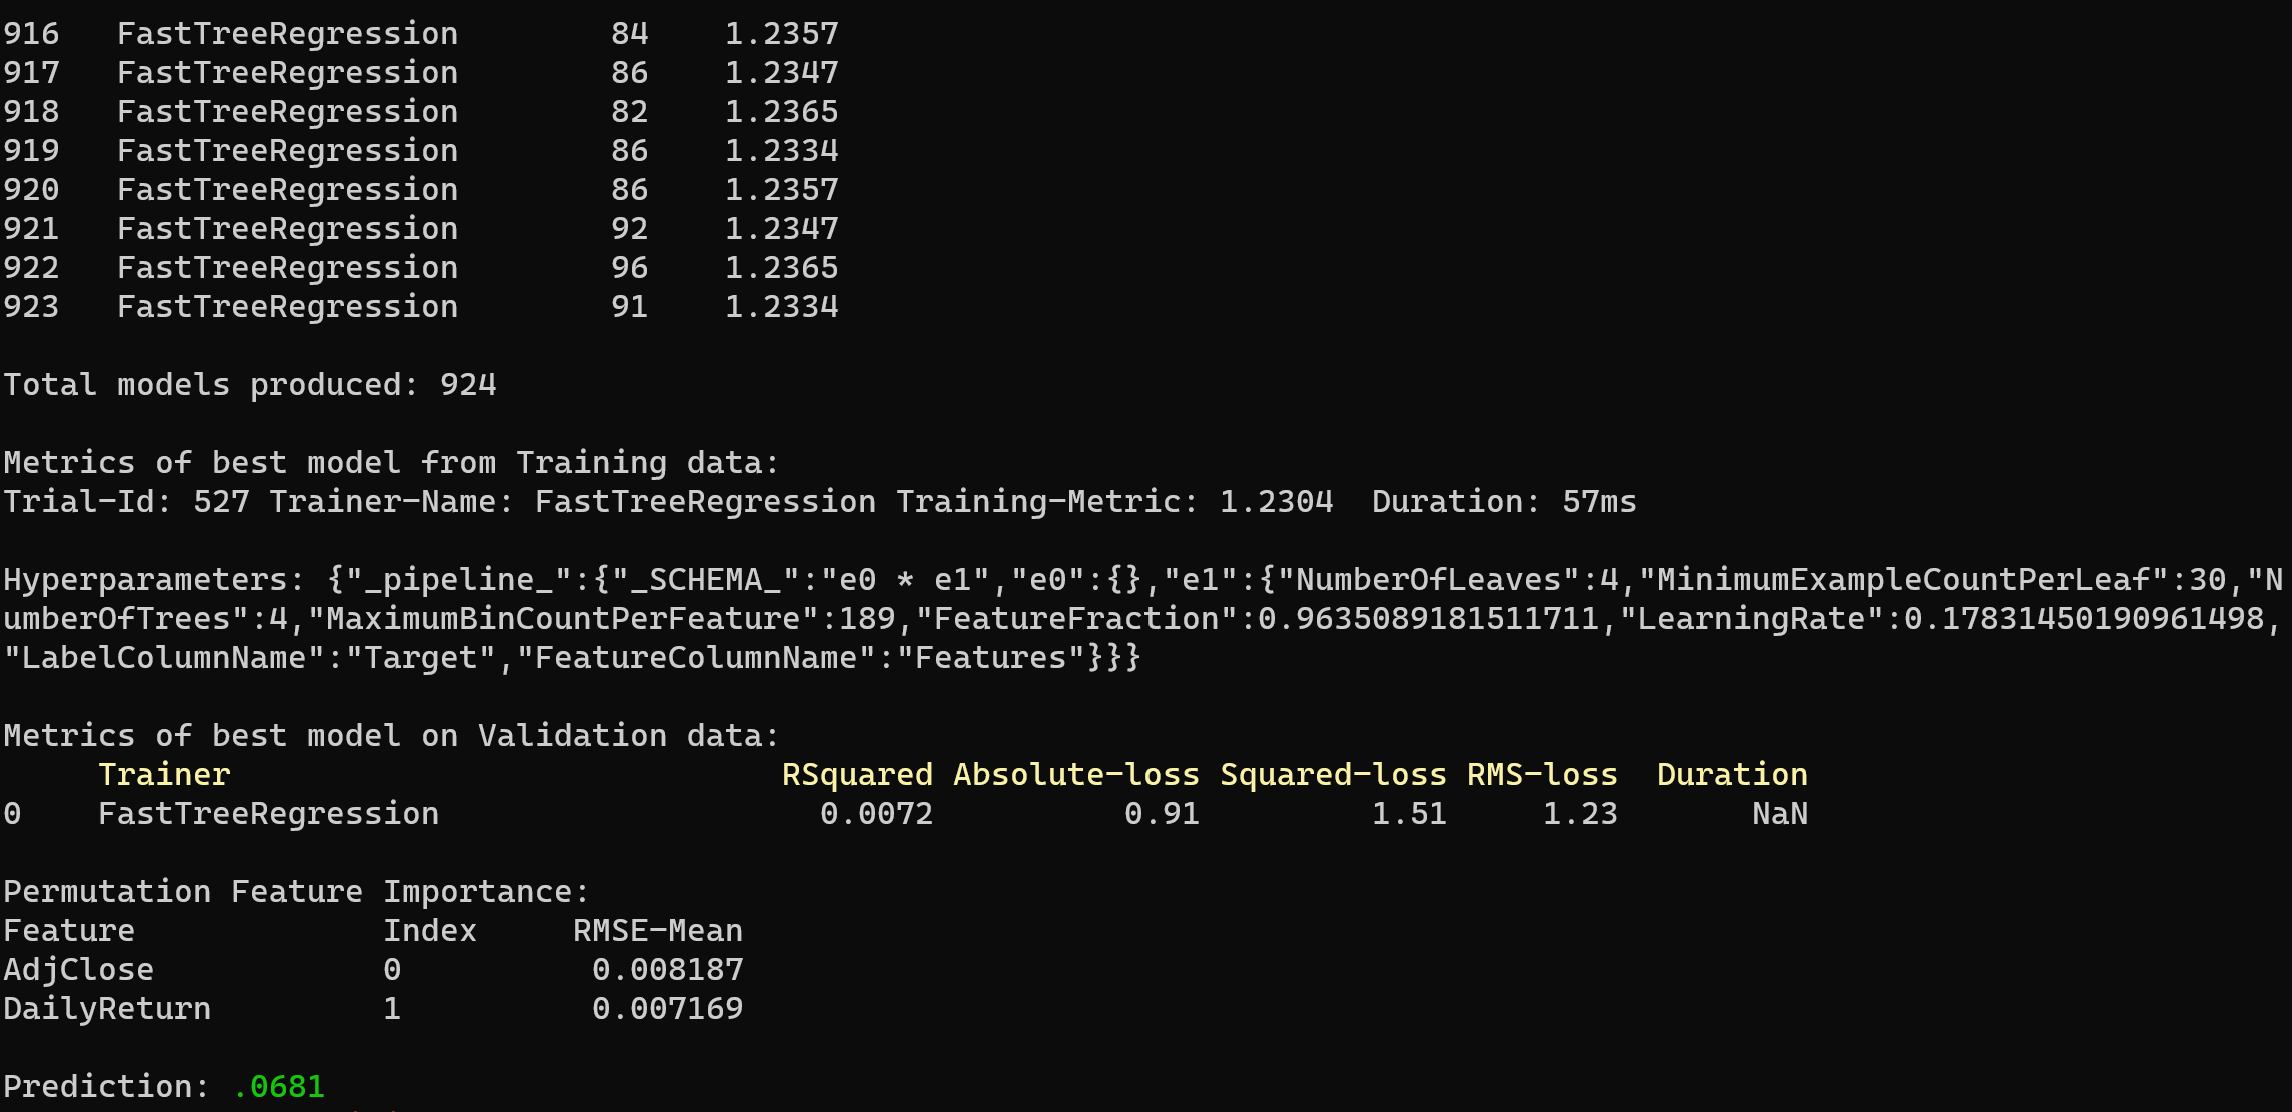 916   FastTreeRegression        84    1.2357
917   FastTreeRegression        86    1.2347
918   FastTreeRegression        82    1.2365
919   FastTreeRegression        86    1.2334
920   FastTreeRegression        86    1.2357
921   FastTreeRegression        92    1.2347
922   FastTreeRegression        96    1.2365
923   FastTreeRegression        91    1.2334
Total models produced: 924
Metrics of best model from Training data:
Trial-Id: 527 Trainer-Name: FastTreeRegression Training-Metric: 1.2304  Duration: 57ms
Hyperparameters: {"_pipeline_":{"_SCHEMA_":"e0 * e1","e0":{},"e1":{"NumberOfLeaves":4,"MinimumExampleCountPerLeaf":30,"N
umberOfTrees":4,"MaximumBinCountPerFeature":189,"FeatureFraction":0.9635089181511711,"LearningRate":0.17831450190961498,
"LabelColumnName":"Target","FeatureColumnName":"Features"}}}
Metrics of best model on Validation data:
     Trainer                             RSquared Absolute-loss Squared-loss RMS-loss  Duration
0    FastTreeRegression                    0.0072          0.91         1.51     1.23       NaN
Permutation Feature Importance:
Feature             Index     RMSE-Mean
AdjClose            0          0.008187
DailyReturn         1          0.007169
Prediction: .0681